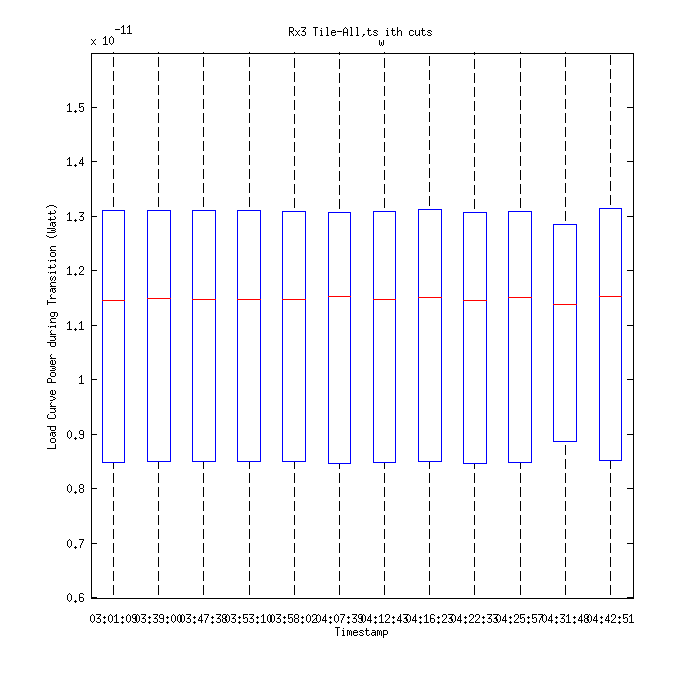 Rx3 Tile-All,ts ith cuts
w
x 10^-11
1.5
1.4
1.3
1.2
1.1
1
0.9
0.8
0.7
0.6
Load Curve Power during Transition (Watt)
03:01:09 03:39:00 03:47:38 03:53:10 03:58:02 04:07:39 04:12:43 04:16:23 04:22:33 04:25:57 04:31:48 04:42:51
Timestamp